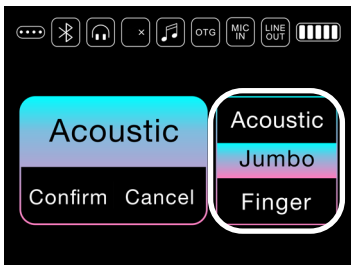 × OTG MIC IN LINE OUT
Acoustic
Confirm Cancel
Acoustic
Jumbo
Finger